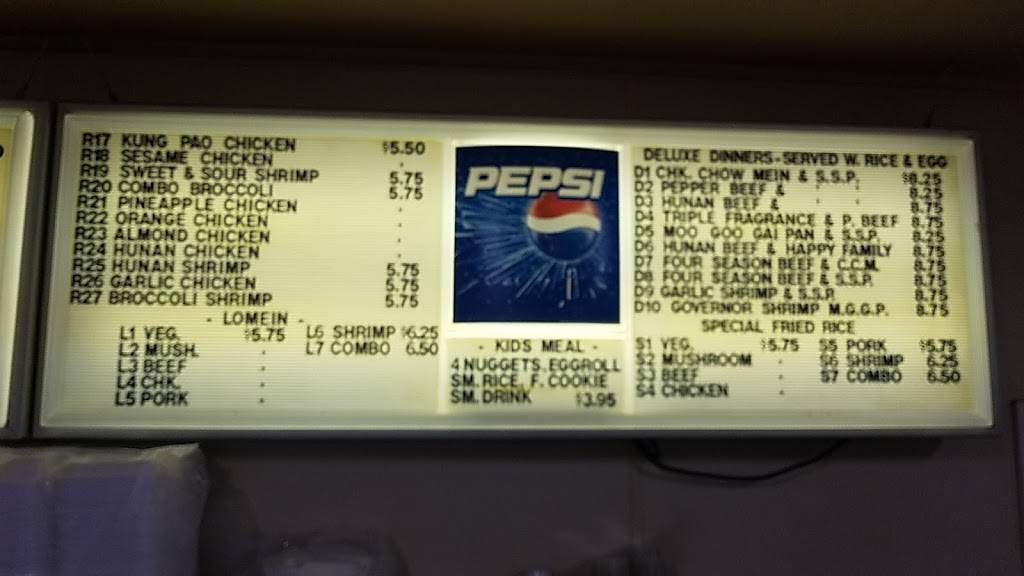 R17 KUNG PAO CHICKEN $5.50
R18 SESAME CHICKEN .
R19 SWEET & SOUR SHRIMP 5.75
R20 COMBO BROCCOLI 5.75
R21 PINEAPPLE CHICKEN .
R22 ORANGE CHICKEN .
R23 ALMOND CHICKEN .
R24 HUNAN CHICKEN .
R25 HUNAN SHRIMP 5.75
R26 GARLIC CHICKEN 5.75
R27 BROCCOLI SHRIMP 5.75
- LOMEIN -
L1 VEG. $5.75
L2 MUSH. .
L3 BEEF .
L4 CHK. .
L5 PORK .
L6 SHRIMP $6.25
L7 COMBO 6.50
PEPSI
- KIDS MEAL -
4 NUGGETS. EGGROLL
SM. RICE, F. COOKIE
SM. DRINK $3.95
DELUXE DINNERS - SERVED W. RICE & EGG
D1 CHK. CHOW MEIN & S.S.P. $8.25
D2 PEPPER BEEF & " " 8.25
D3 HUNAN BEEF & " " 8.75
D4 TRIPLE FRAGRANCE & P. BEEF 8.75
D5 MOO GOO GAI PAN & S.S.P. 8.25
D6 HUNAN BEEF & HAPPY FAMILY 8.75
D7 FOUR SEASON BEEF & C.C.M. 8.75
D8 FOUR SEASON BEEF & S.S.P. 8.75
D9 GARLIC SHRIMP & S.S.P. 8.75
D10 GOVERNOR SHRIMP M.G.G.P. 8.75
SPECIAL FRIED RICE
S1 VEG. $5.75
S2 MUSHROOM .
S3 BEEF .
S4 CHICKEN .
S5 PORK $5.75
S6 SHRIMP 6.25
S7 COMBO 6.50